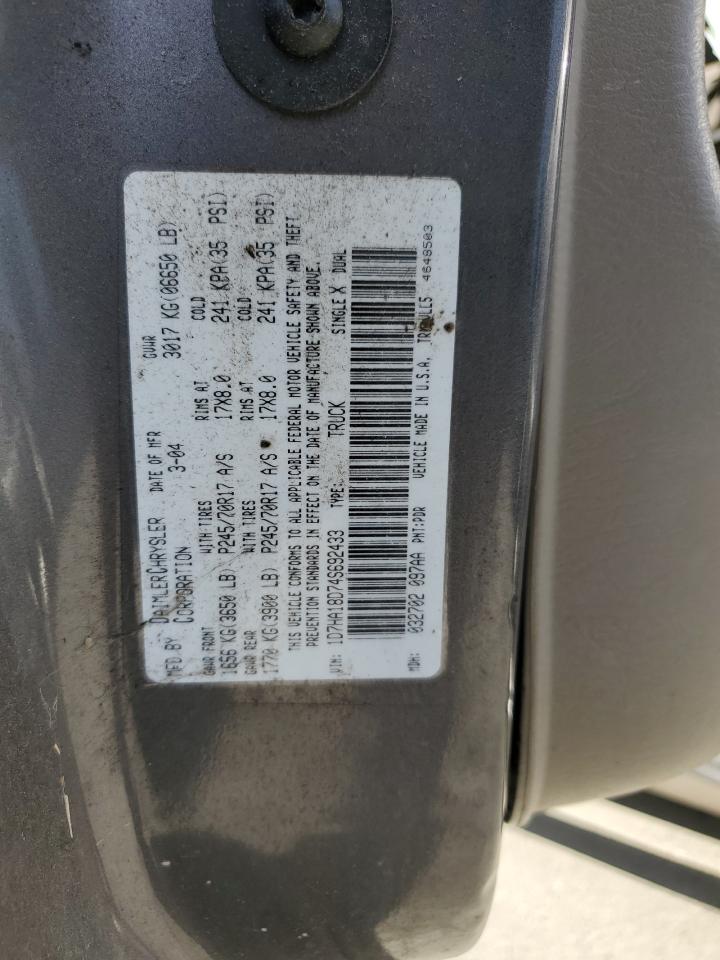 MFD BY DAIMLERCHRYSLER CORPORATION DATE OF MFR 3-04 GVWR 3017 KG(06650 LB)
GAWR FRONT WITH TIRES RIMS AT COLD
1656 KG(3650 LB) P245/70R17 A/S 17X8.0 241 KPA(35 PSI)
GAWR REAR WITH TIRES RIMS AT COLD
1770 KG(3900 LB) P245/70R17 A/S 17X8.0 241 KPA(35 PSI)
THIS VEHICLE CONFORMS TO ALL APPLICABLE FEDERAL MOTOR VEHICLE SAFETY AND THEFT
PREVENTION STANDARDS IN EFFECT ON THE DATE OF MANUFACTURE SHOWN ABOVE.
VIN: 1D7HA18D74S692433 TYPE: TRUCK SINGLE X DUAL
MDH: 032702 097AA PNT:PDR VEHICLE MADE IN U.S.A.
4648503